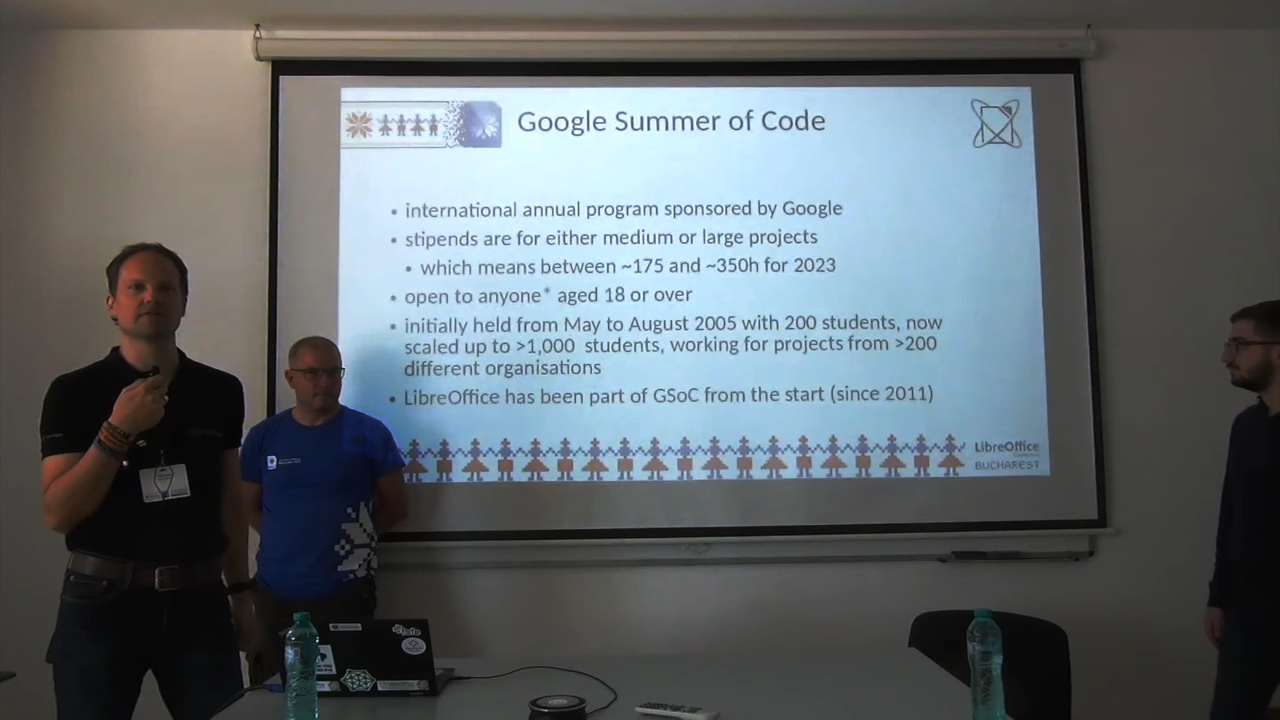 Google Summer of Code
• international annual program sponsored by Google
• stipends are for either medium or large projects
• which means between ~175 and ~350h for 2023
• open to anyone* aged 18 or over
• initially held from May to August 2005 with 200 students, now
scaled up to >1,000 students, working for projects from >200
different organisations
• LibreOffice has been part of GSoC from the start (since 2011)
LibreOffice
BUCHAREST